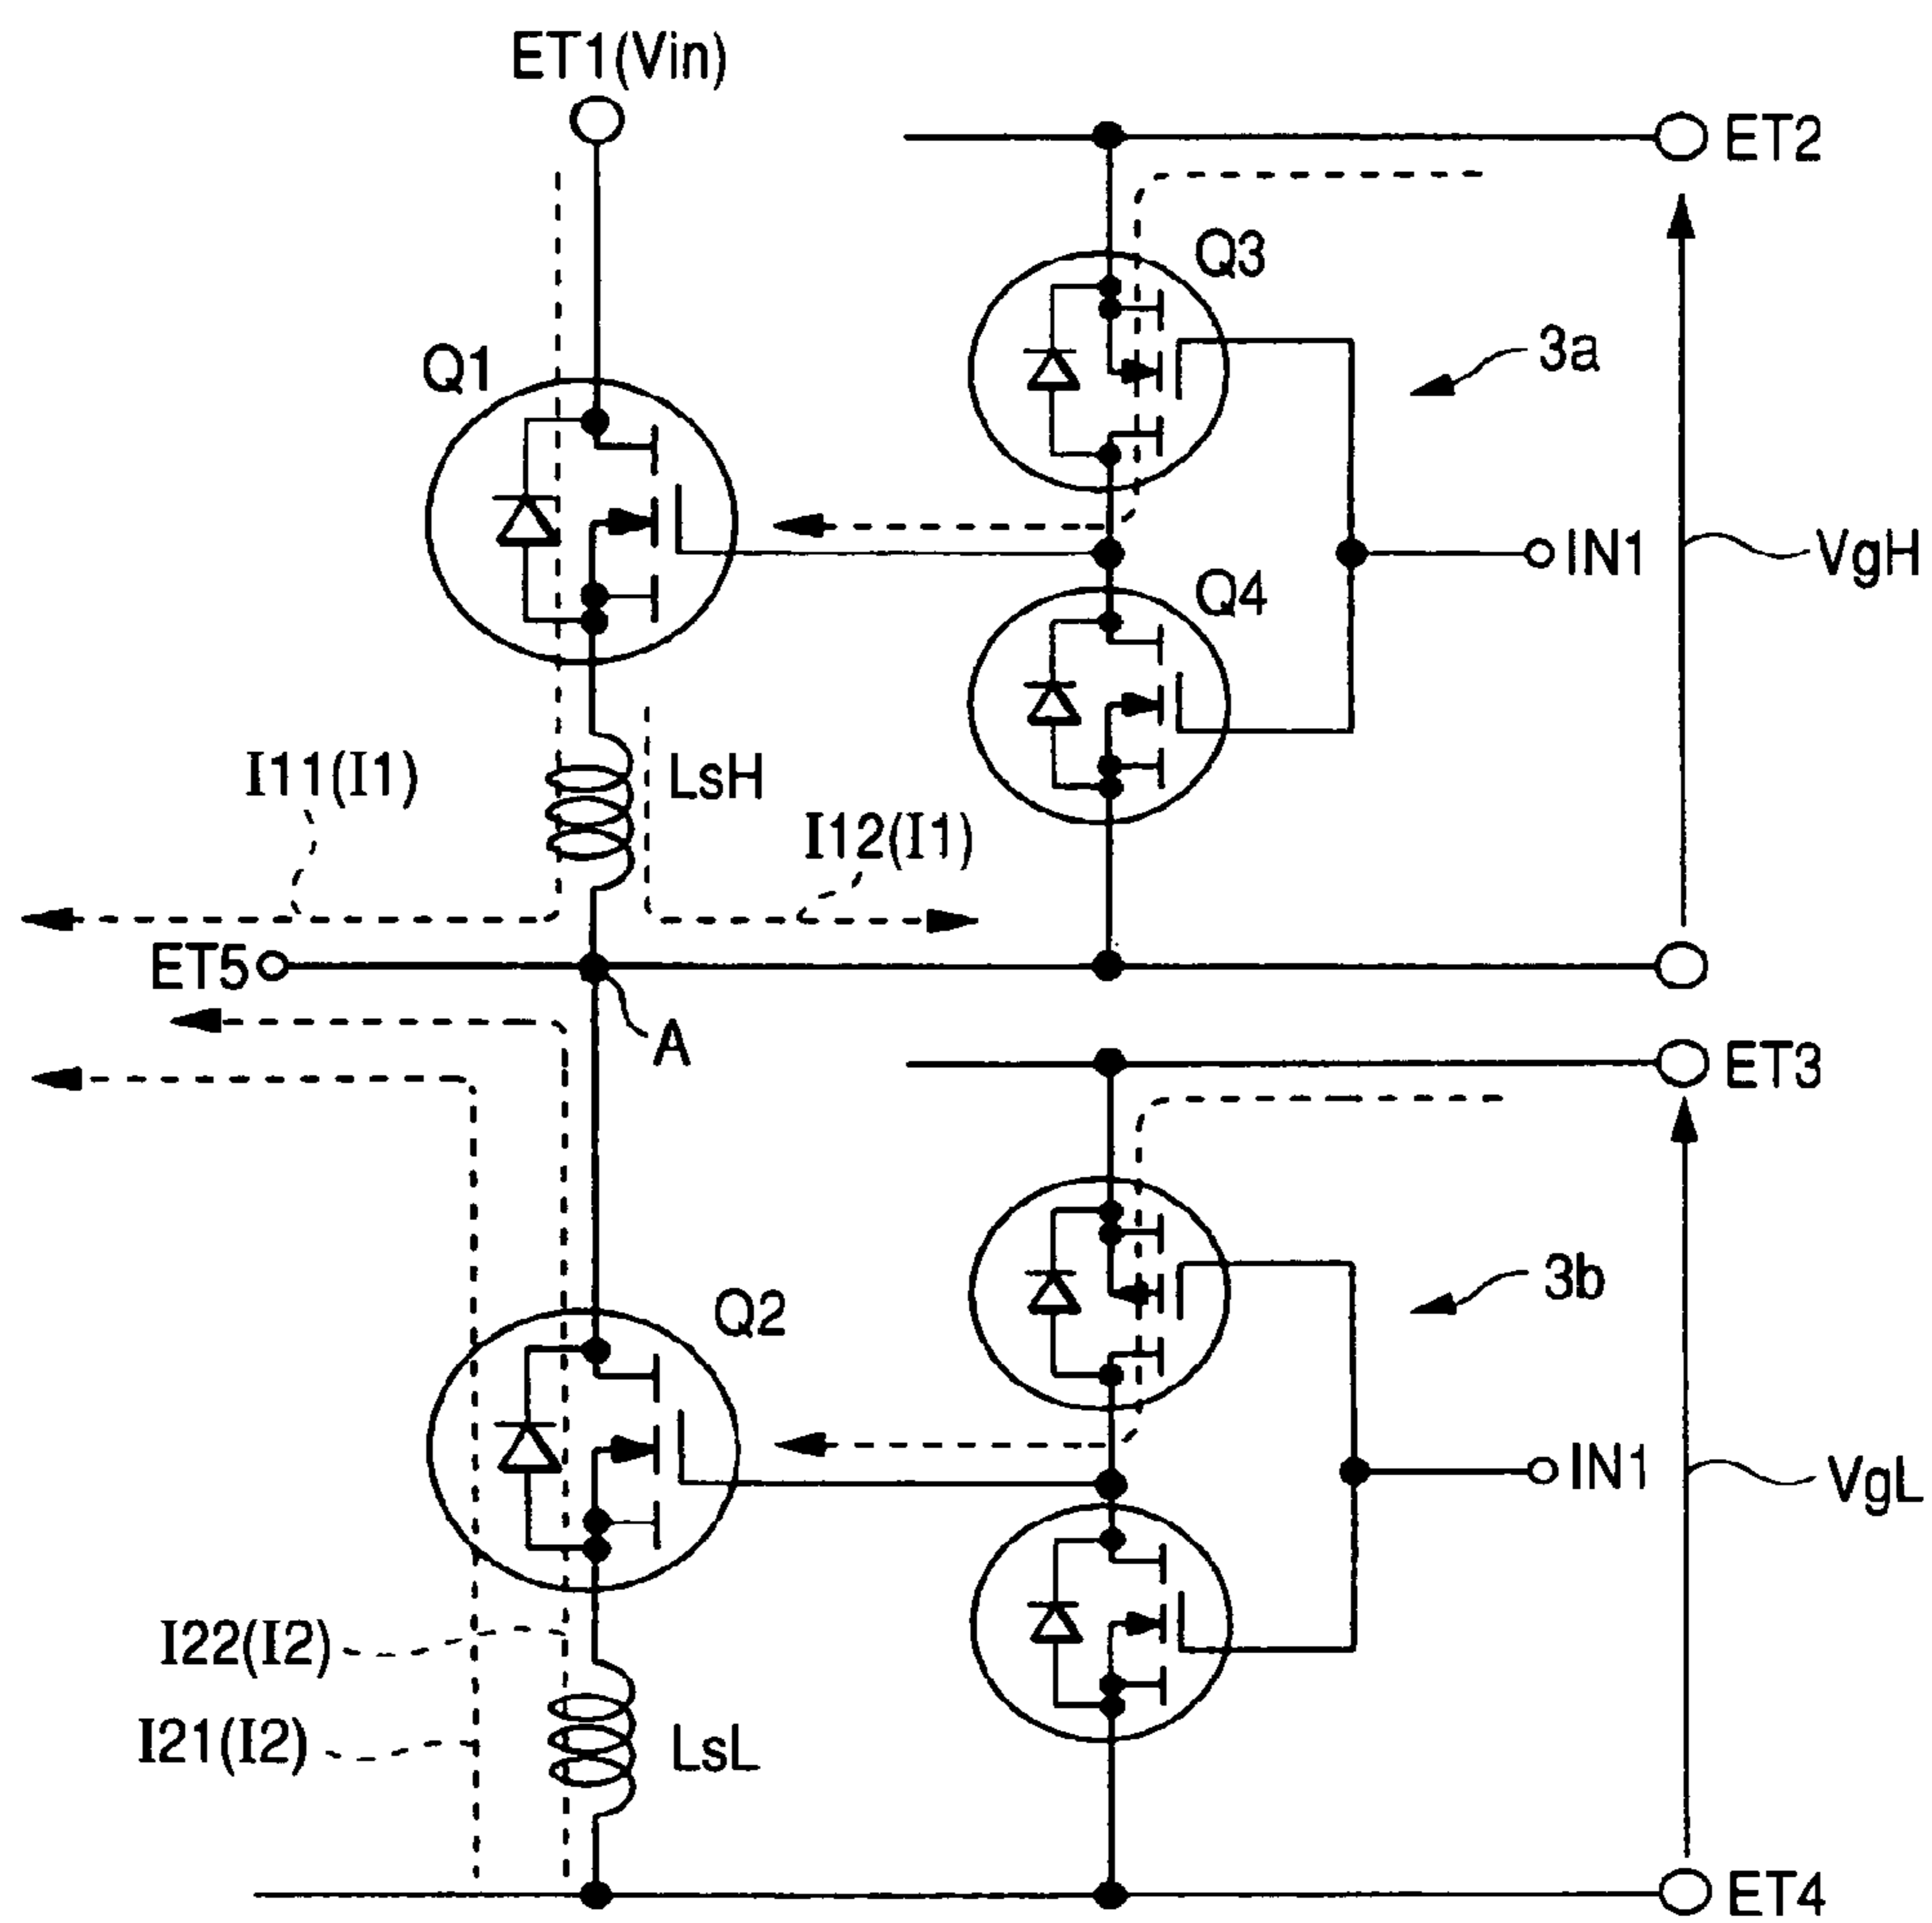 ET1(Vin)
ET2
Q3
Q1
3a
IN1
VgH
Q4
I11(I1)
LsH
I12(I1)
ET5
A
ET3
3b
Q2
IN1
VgL
I22(I2)
I21(I2)
LsL
ET4